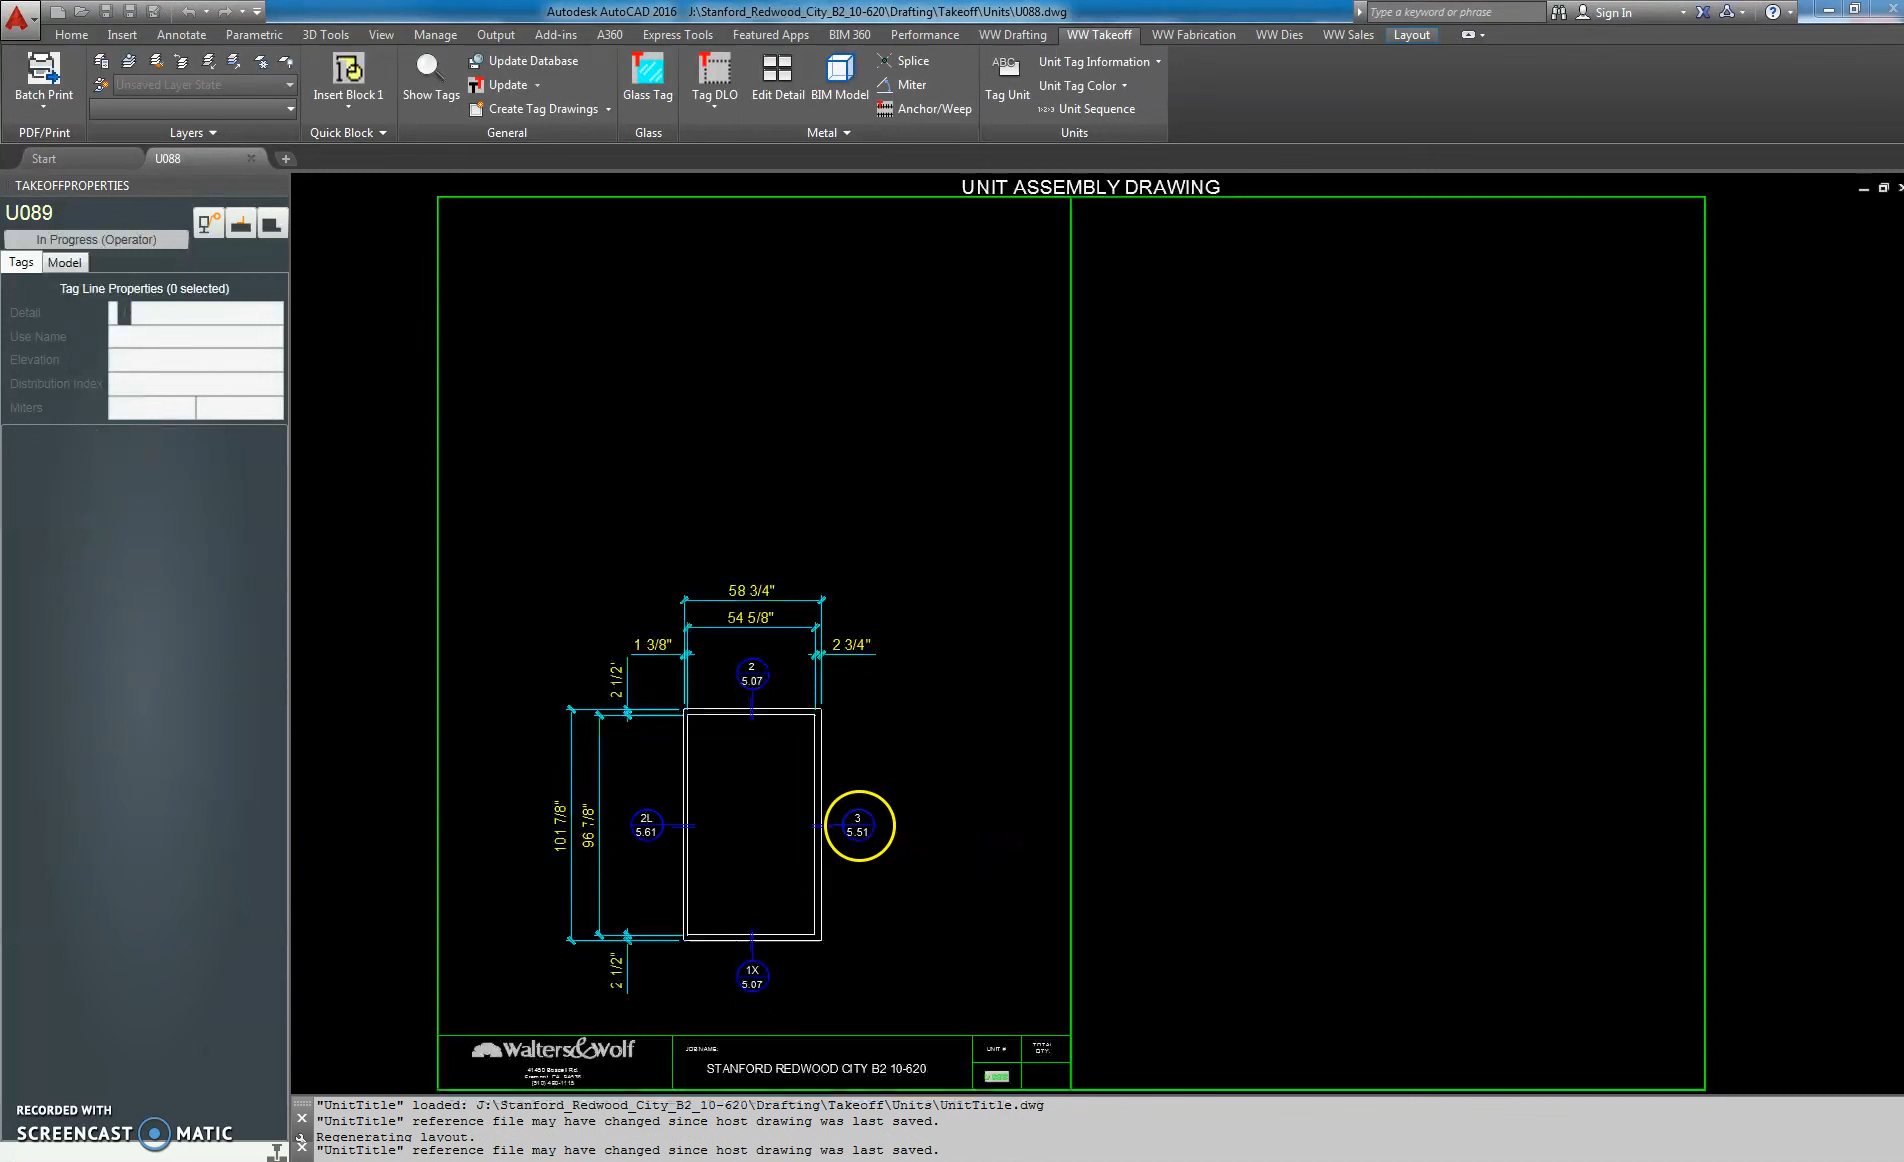 Autodesk AutoCAD 2016 J:\Stanford_Redwood_City_B2_10-620\Drafting\Takeoff\Units\U088.dwg
Type a keyword or phrase
Sign In
Home Insert Annotate Parametric 3D Tools View Manage Output Add-ins A360 Express Tools Featured Apps BIM 360 Performance WW Drafting WW Takeoff WW Fabrication WW Dies WW Sales Layout
Batch Print
PDF/Print
Unsaved Layer State
Layers
Insert Block 1
Quick Block
Show Tags
Update Database
Update
Create Tag Drawings
General
Glass Tag
Glass
Tag DLO
Edit Detail
BIM Model
Splice
Miter
Anchor/Weep
Metal
ABC
Tag Unit
Unit Tag Information
Unit Tag Color
1-2-3 Unit Sequence
Units
Start
U088
TAKEOFFPROPERTIES
U089
In Progress (Operator)
Tags Model
Tag Line Properties (0 selected)
Detail
Use Name
Elevation
Distribution Index
Miters
UNIT ASSEMBLY DRAWING
58 3/4"
54 5/8"
1 3/8"
2 3/4"
2 1/2"
2
5.07
101 7/8"
96 7/8"
2L
5.61
3
5.51
2 1/2"
1X
5.07
Walters&Wolf
JOB NAME:
STANFORD REDWOOD CITY B2 10-620
UNIT #
TOTAL
QTY.
RECORDED WITH
SCREENCAST MATIC
"UnitTitle" loaded: J:\Stanford_Redwood_City_B2_10-620\Drafting\Takeoff\Units\UnitTitle.dwg
"UnitTitle" reference file may have changed since host drawing was last saved.
Regenerating layout.
"UnitTitle" reference file may have changed since host drawing was last saved.